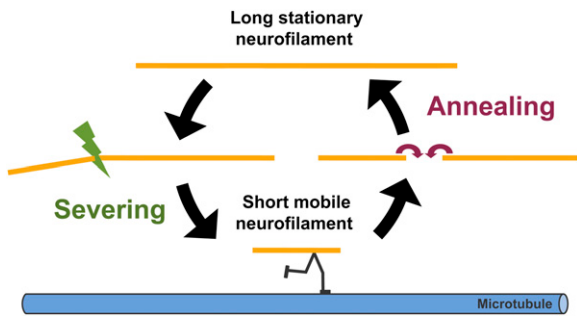 Long stationary
neurofilament
Annealing
Severing
Short mobile
neurofilament
Microtubule